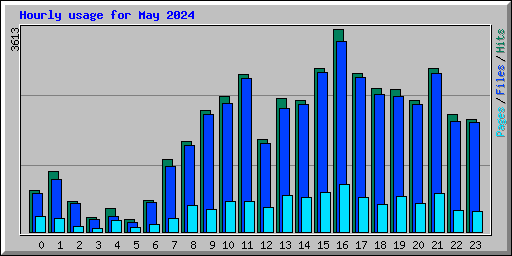 Hourly usage for May 2024
3613
Pages/Files/Hits
0 1 2 3 4 5 6 7 8 9 10 11 12 13 14 15 16 17 18 19 20 21 22 23